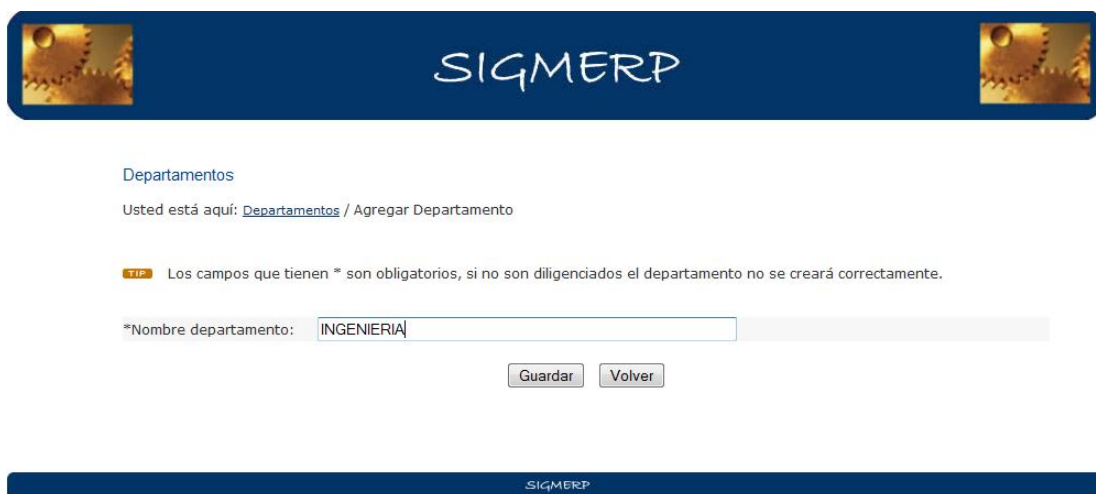 SIGMERP
Departamentos
Usted está aquí: Departamentos / Agregar Departamento
TIP Los campos que tienen * son obligatorios, si no son diligenciados el departamento no se creará correctamente.
*Nombre departamento: INGENIERIA
Guardar Volver
SIGMERP